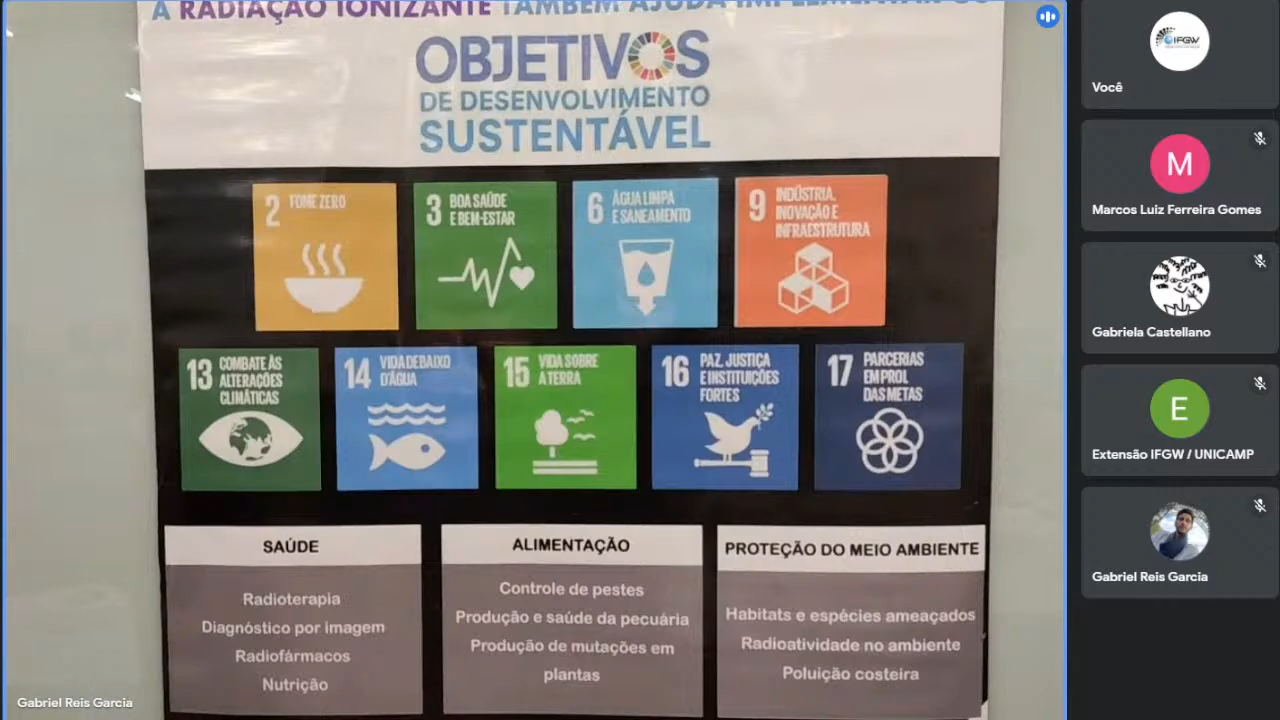 A RADIAÇÃO IONIZANTE TAMBÉM AJUDA IMPLEMENTAR OS
OBJETIVOS
DE DESENVOLVIMENTO
SUSTENTÁVEL
2 FOME ZERO
3 BOA SAÚDE
E BEM-ESTAR
6 ÁGUA LIMPA
E SANEAMENTO
9 INDÚSTRIA,
INOVAÇÃO E
INFRAESTRUTURA
13 COMBATE ÀS
ALTERAÇÕES
CLIMÁTICAS
14 VIDA DEBAIXO
D'ÁGUA
15 VIDA SOBRE
A TERRA
16 PAZ, JUSTIÇA
E INSTITUIÇÕES
FORTES
17 PARCERIAS
EM PROL
DAS METAS
SAÚDE
Radioterapia
Diagnóstico por imagem
Radiofármacos
Nutrição
ALIMENTAÇÃO
Controle de pestes
Produção e saúde da pecuária
Produção de mutações em
plantas
PROTEÇÃO DO MEIO AMBIENTE
Habitats e espécies ameaçados
Radioatividade no ambiente
Poluição costeira
Gabriel Reis Garcia
IFGW
Você
M
Marcos Luiz Ferreira Gomes
Gabriela Castellano
E
Extensão IFGW / UNICAMP
Gabriel Reis Garcia